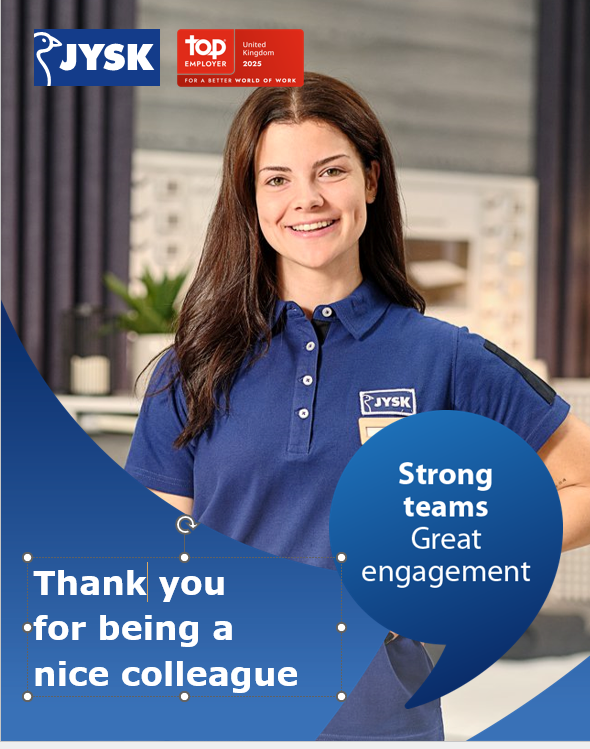 JYSK
top
EMPLOYER
United
Kingdom
2025
FOR A BETTER WORLD OF WORK
JYSK
Strong
teams
Great
engagement
Thank you
for being a
nice colleague